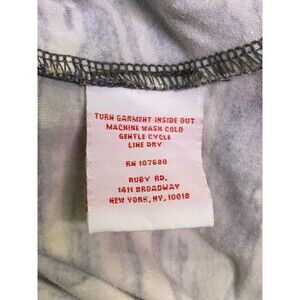 TURN GARMENT INSIDE OUT
MACHINE WASH COLD
GENTLE CYCLE
LINE DRY
RN 107680
RUBY RD.
1411 BROADWAY
NEW YORK, NY, 10018